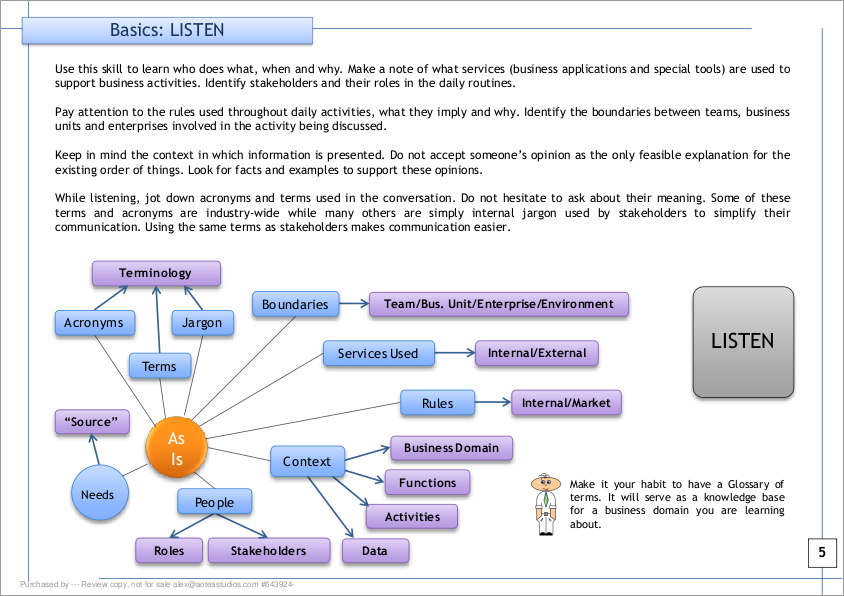 Basics: LISTEN
Use this skill to learn who does what, when and why. Make a note of what services (business applications and special tools) are used to
support business activities. Identify stakeholders and their roles in the daily routines.
Pay attention to the rules used throughout daily activities, what they imply and why. Identify the boundaries between teams, business
units and enterprises involved in the activity being discussed.
Keep in mind the context in which information is presented. Do not accept someone’s opinion as the only feasible explanation for the
existing order of things. Look for facts and examples to support these opinions.
While listening, jot down acronyms and terms used in the conversation. Do not hesitate to ask about their meaning. Some of these
terms and acronyms are industry-wide while many others are simply internal jargon used by stakeholders to simplify their
communication. Using the same terms as stakeholders makes communication easier.
Terminology
Acronyms
Jargon
Terms
Boundaries
Team/Bus. Unit/Enterprise/Environment
Services Used
Internal/External
Rules
Internal/Market
LISTEN
“Source”
As
Is
Needs
Context
Business Domain
Functions
Activities
Data
People
Roles
Stakeholders
Make it your habit to have a Glossary of
terms. It will serve as a knowledge base
for a business domain you are learning
about.
5
Purchased by --- Review copy, not for sale alex@aoteastudios.com #643924-